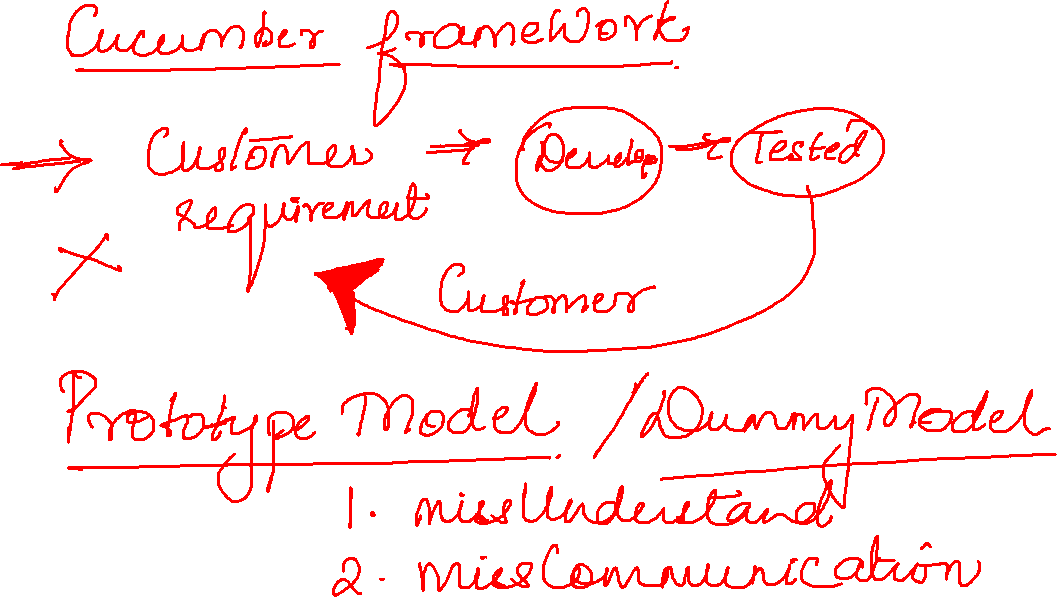 Cucumber frameWork
Customer Develop Tested
requirement
Customer
Prototype Model / Dummy Model
1. missUnderstand
2. missCommunication